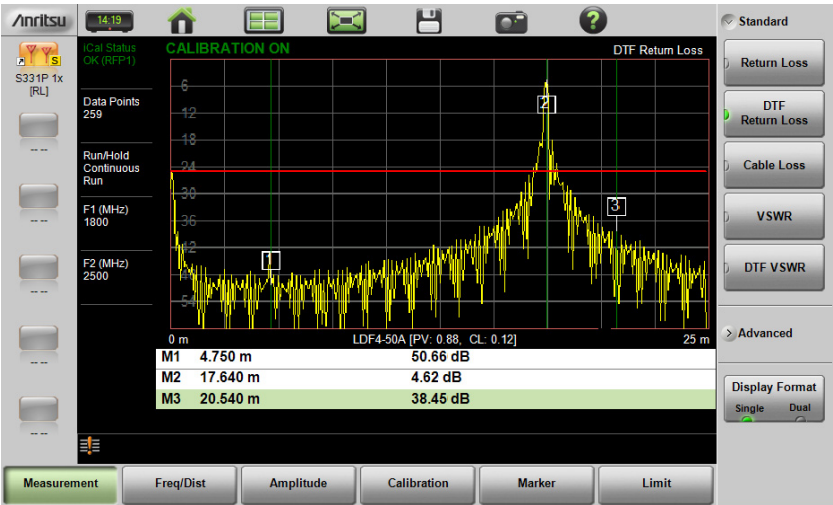 Anritsu
14:19
?
Standard
S331P 1x
[RL]
-- --
-- --
-- --
-- --
-- --
iCal Status
OK (RFP1)
Data Points
259
Run/Hold
Continuous
Run
F1 (MHz)
1800
F2 (MHz)
2500
CALIBRATION ON
DTF Return Loss
6
12
18
24
30
36
42
48
54
1
2
3
0 m
LDF4-50A [PV: 0.88, CL: 0.12]
25 m
M1 4.750 m 50.66 dB
M2 17.640 m 4.62 dB
M3 20.540 m 38.45 dB
Return Loss
DTF
Return Loss
Cable Loss
VSWR
DTF VSWR
Advanced
Display Format
Single Dual
Measurement
Freq/Dist
Amplitude
Calibration
Marker
Limit